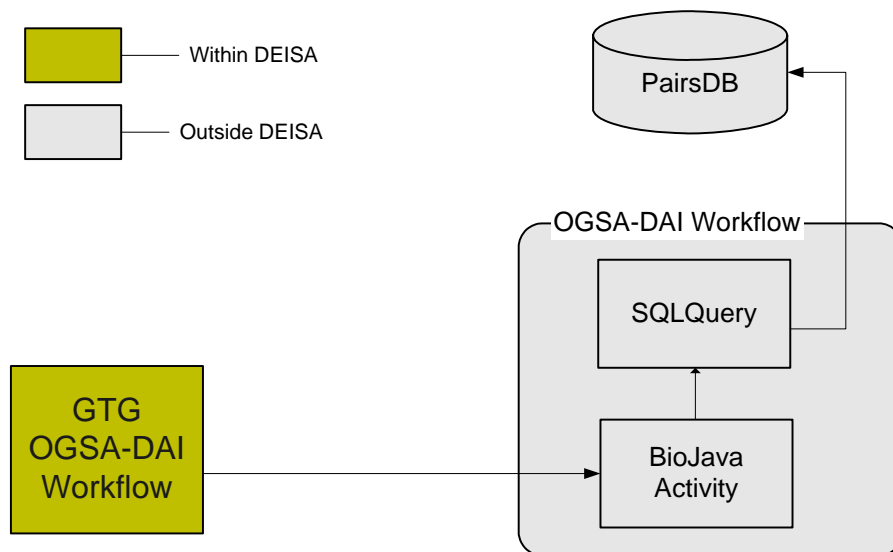 Within DEISA
Outside DEISA
PairsDB
OGSA-DAI Workflow
SQLQuery
BioJava
Activity
GTG
OGSA-DAI
Workflow